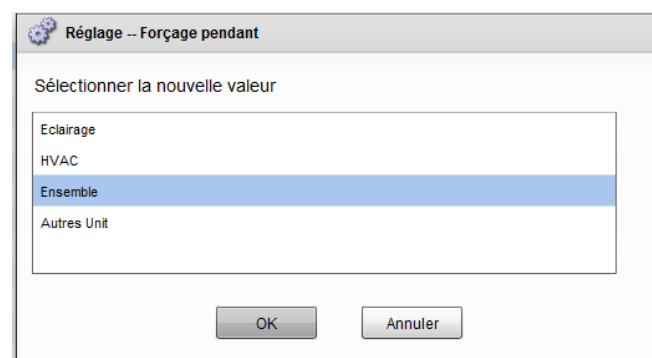 Réglage -- Forçage pendant
Sélectionner la nouvelle valeur
Eclairage
HVAC
Ensemble
Autres Unit
OK Annuler